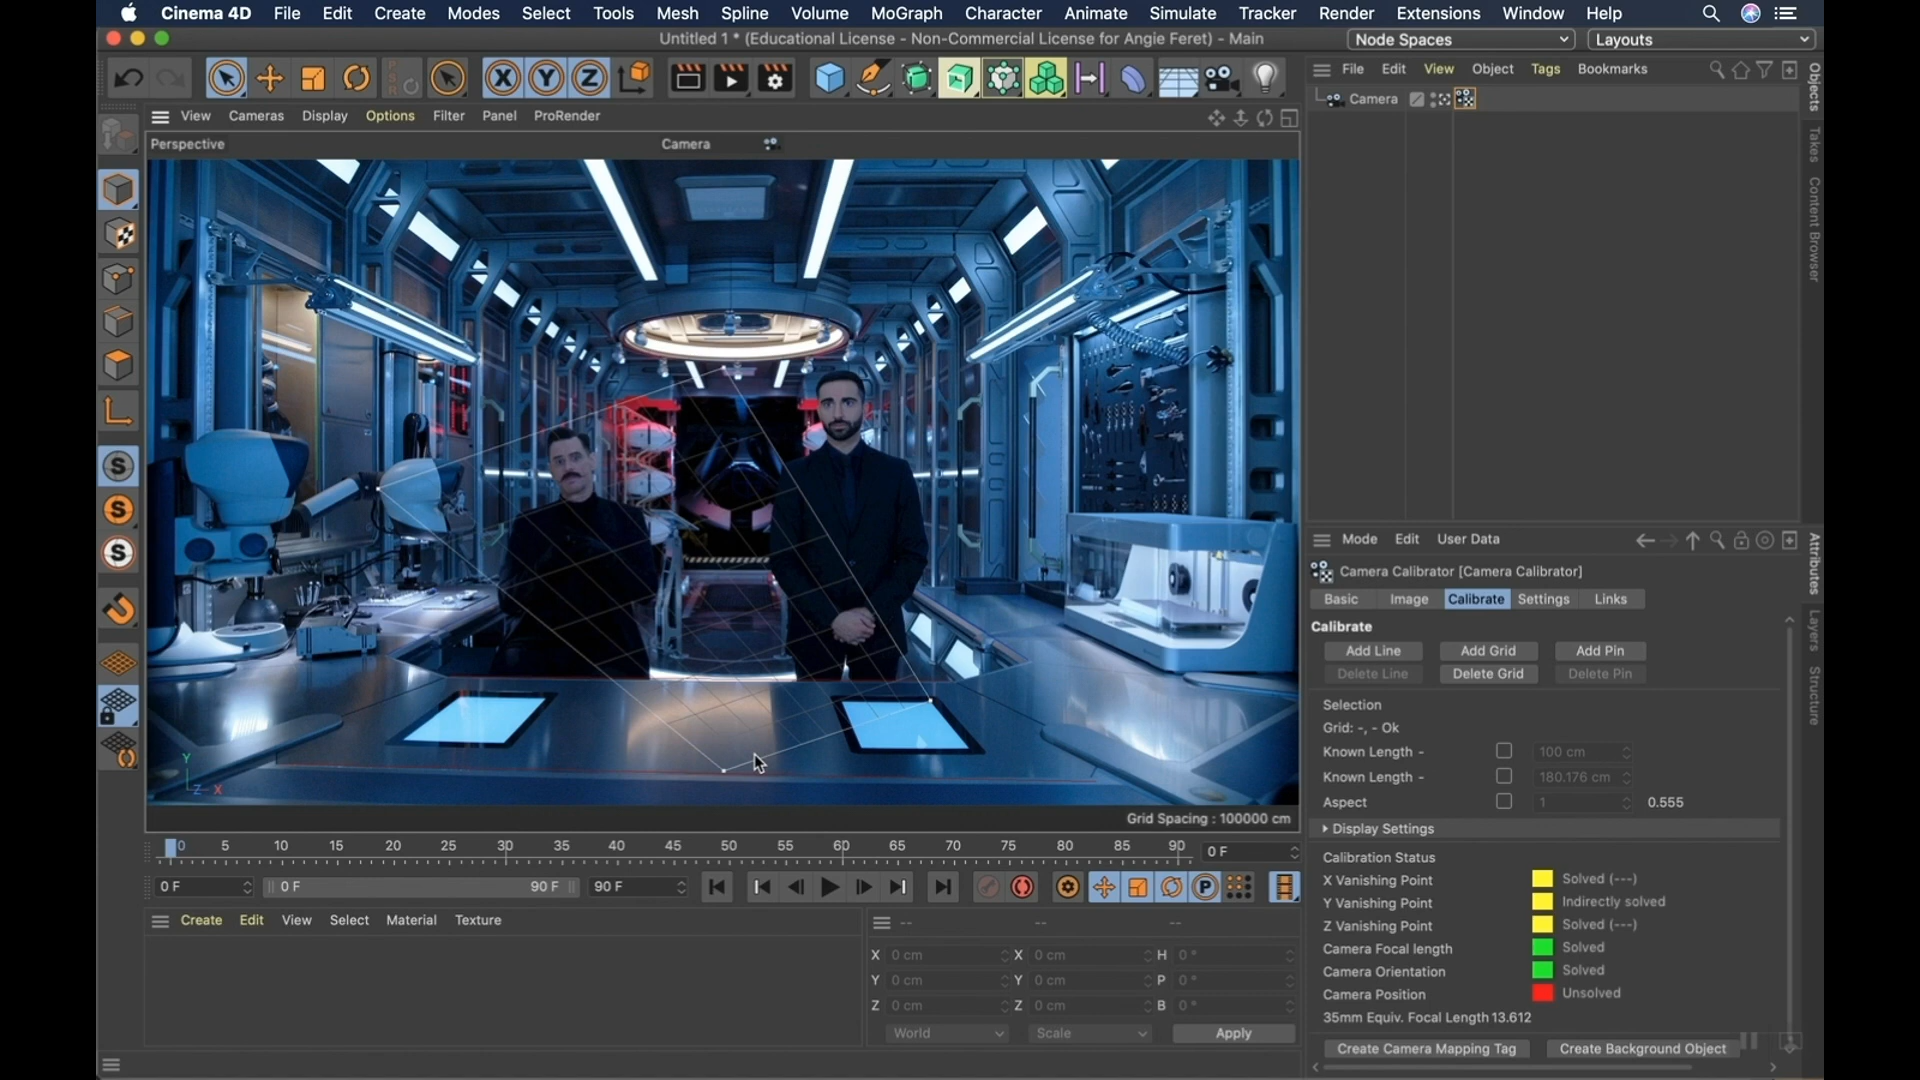 Cinema 4D File Edit Create Modes Select Tools Mesh Spline Volume MoGraph Character Animate Simulate Tracker Render Extensions Window Help
Untitled 1 * (Educational License - Non-Commercial License for Angie Feret) - Main
Node Spaces Layouts
File Edit View Object Tags Bookmarks
X Y Z
PSR
View Cameras Display Options Filter Panel ProRender
Camera
Perspective Camera
Objects
Takes
Content Browser
S
S
S
Mode Edit User Data
Camera Calibrator [Camera Calibrator]
Basic Image Calibrate Settings Links
Calibrate
Add Line Add Grid Add Pin
Delete Line Delete Grid Delete Pin
Selection
Grid: -, - Ok
Known Length - 100 cm
Known Length - 180.176 cm
Aspect 1 0.555
Display Settings
Calibration Status
X Vanishing Point Solved (---)
Y Vanishing Point Indirectly solved
Z Vanishing Point Solved (---)
Camera Focal length Solved
Camera Orientation Solved
Camera Position Unsolved
35mm Equiv. Focal Length 13.612
Create Camera Mapping Tag Create Background Object
Attributes
Layers
Structure
Y
Z X
Grid Spacing : 100000 cm
0 5 10 15 20 25 30 35 40 45 50 55 60 65 70 75 80 85 90 0 F
0 F 0 F 90 F 90 F P
Create Edit View Select Material Texture
-- -- --
X 0 cm X 0 cm H 0 °
Y 0 cm Y 0 cm P 0 °
Z 0 cm Z 0 cm B 0 °
World Scale Apply